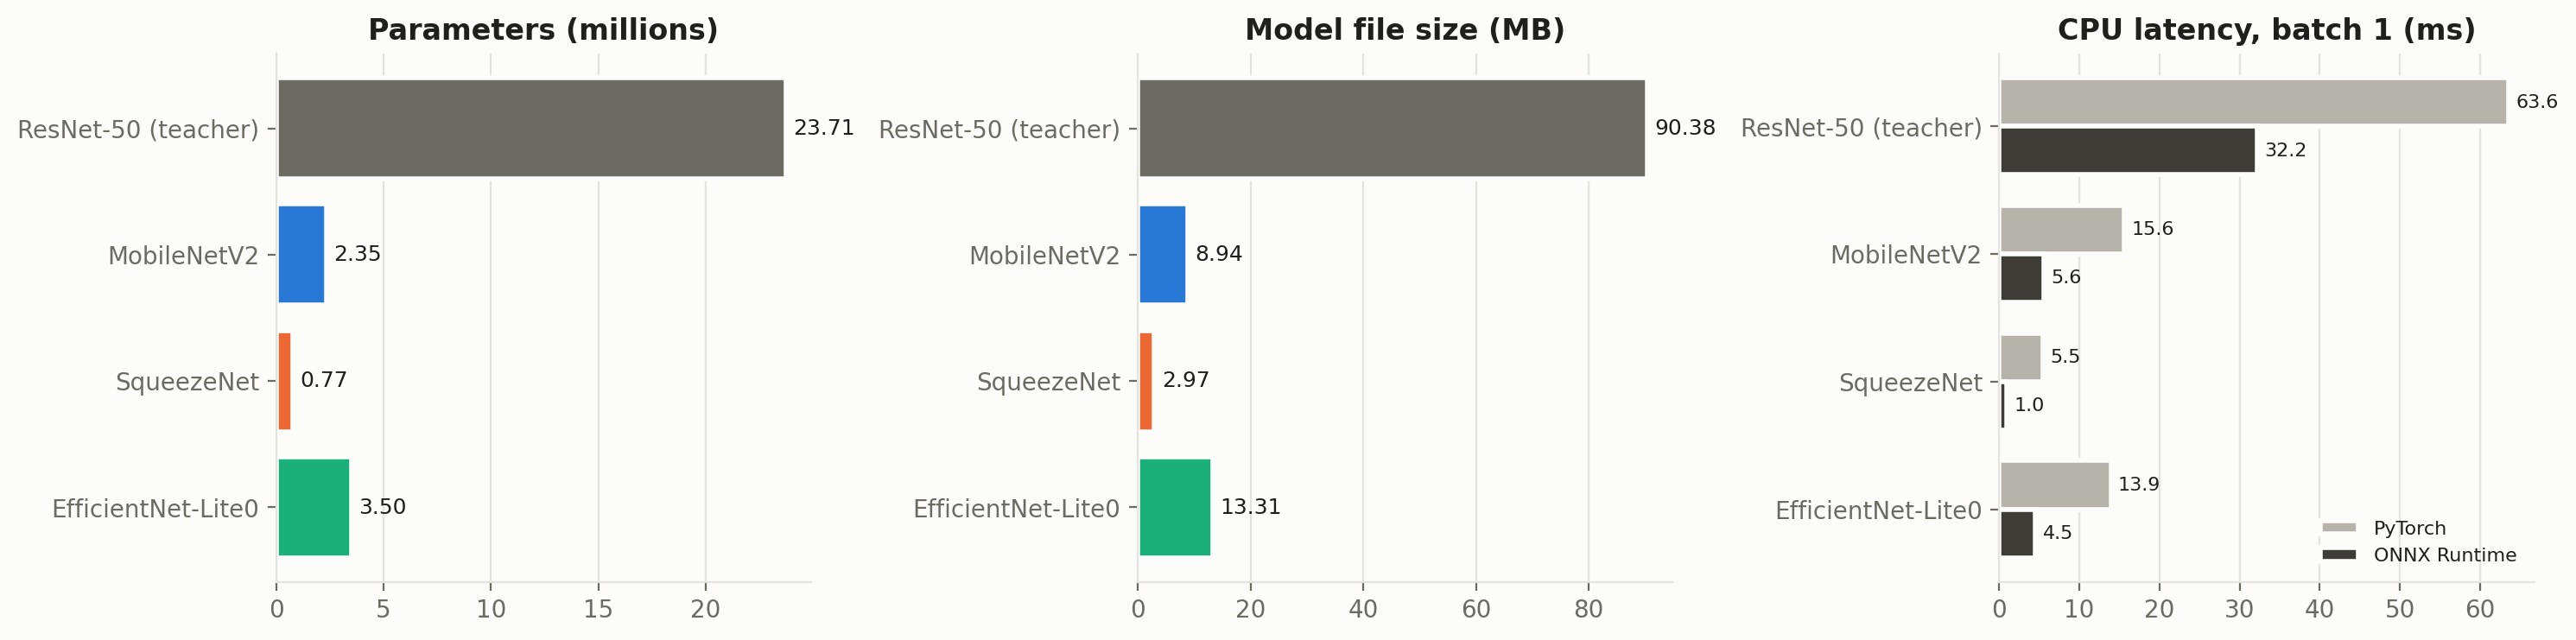 Parameters (millions)
ResNet-50 (teacher)
23.71
MobileNetV2
2.35
SqueezeNet
0.77
EfficientNet-Lite0
3.50
0 5 10 15 20
Model file size (MB)
ResNet-50 (teacher)
90.38
MobileNetV2
8.94
SqueezeNet
2.97
EfficientNet-Lite0
13.31
0 20 40 60 80
CPU latency, batch 1 (ms)
ResNet-50 (teacher)
63.6
32.2
MobileNetV2
15.6
5.6
SqueezeNet
5.5
1.0
EfficientNet-Lite0
13.9
4.5
PyTorch
ONNX Runtime
0 10 20 30 40 50 60